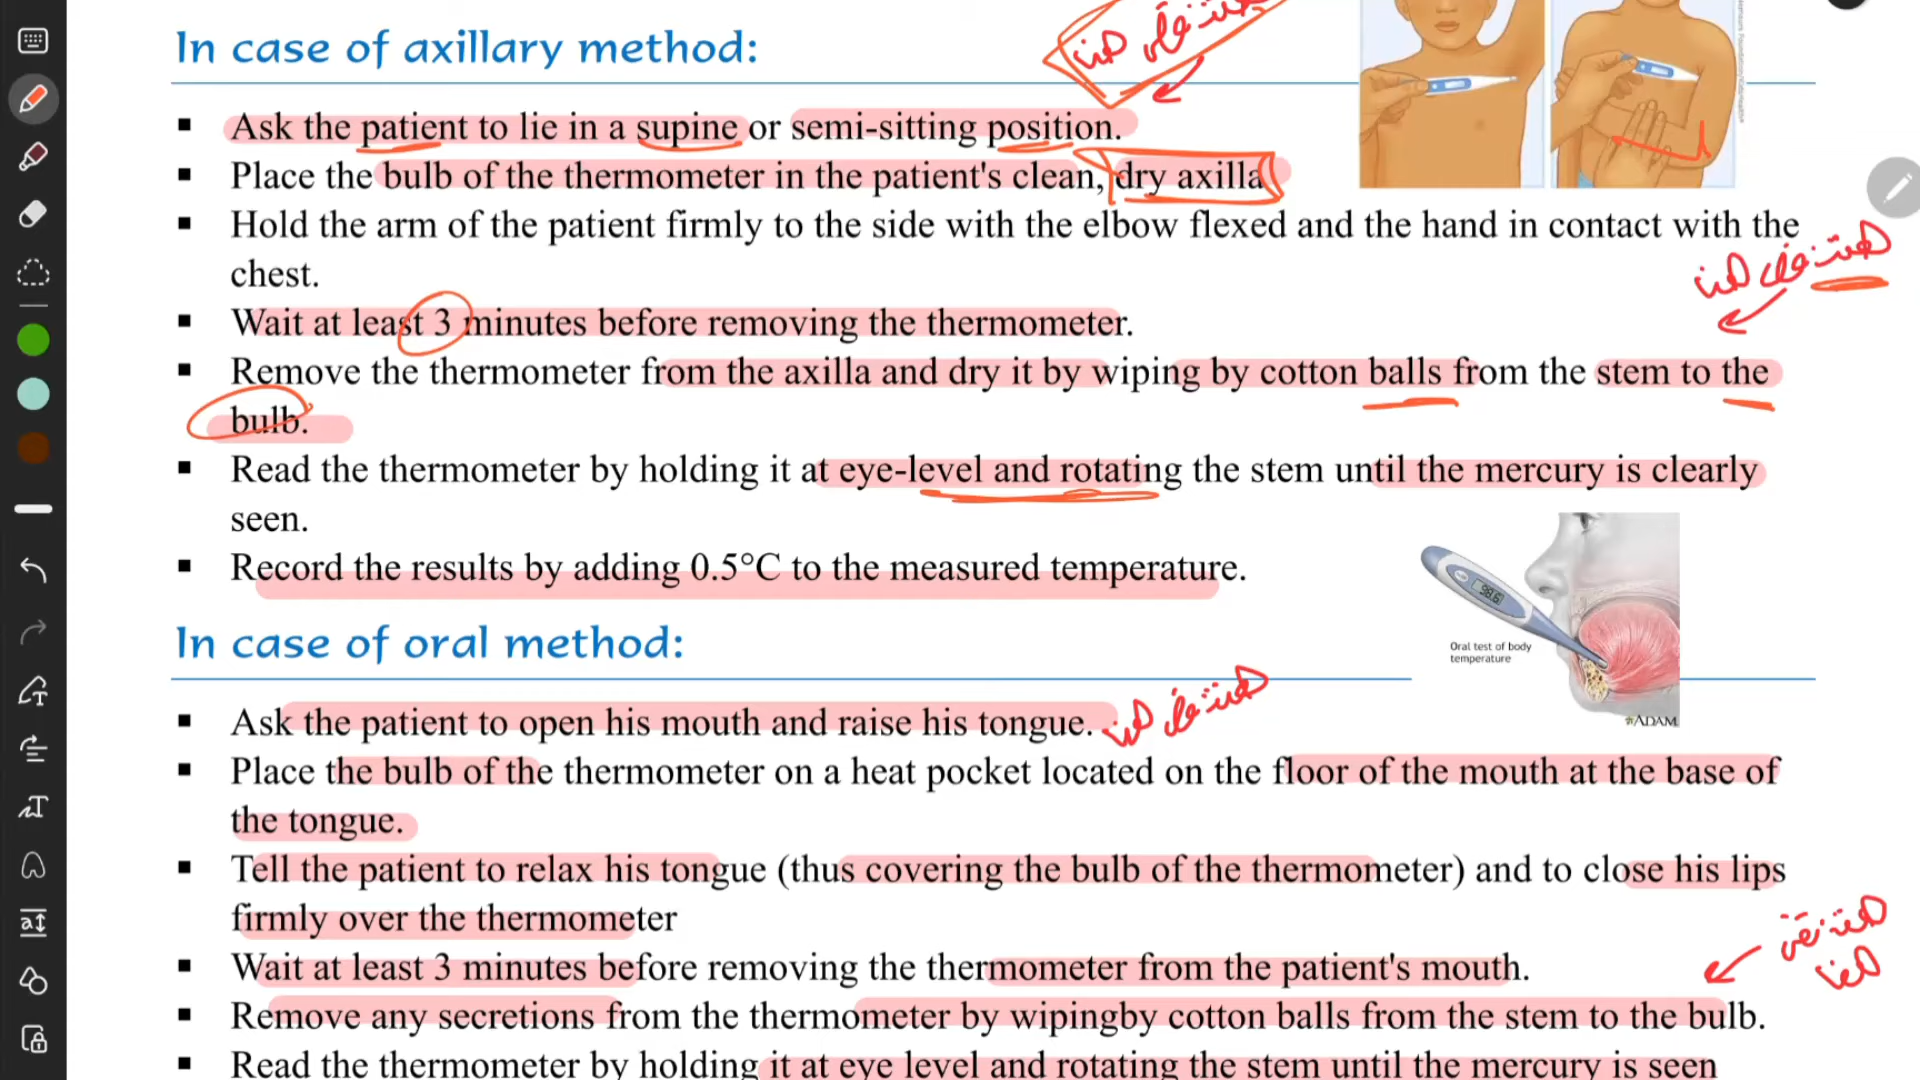 In case of axillary method:
▪ Ask the patient to lie in a supine or semi-sitting position.
▪ Place the bulb of the thermometer in the patient's clean, dry axilla
▪ Hold the arm of the patient firmly to the side with the elbow flexed and the hand in contact with the
chest.
▪ Wait at least 3 minutes before removing the thermometer.
▪ Remove the thermometer from the axilla and dry it by wiping by cotton balls from the stem to the
bulb.
▪ Read the thermometer by holding it at eye-level and rotating the stem until the mercury is clearly
seen.
▪ Record the results by adding 0.5°C to the measured temperature.
98.6
Oral test of body
temperature
ADAM
In case of oral method:
▪ Ask the patient to open his mouth and raise his tongue.
▪ Place the bulb of the thermometer on a heat pocket located on the floor of the mouth at the base of
the tongue.
▪ Tell the patient to relax his tongue (thus covering the bulb of the thermometer) and to close his lips
firmly over the thermometer
▪ Wait at least 3 minutes before removing the thermometer from the patient's mouth.
▪ Remove any secretions from the thermometer by wipingby cotton balls from the stem to the bulb.
▪ Read the thermometer by holding it at eye level and rotating the stem until the mercury is seen